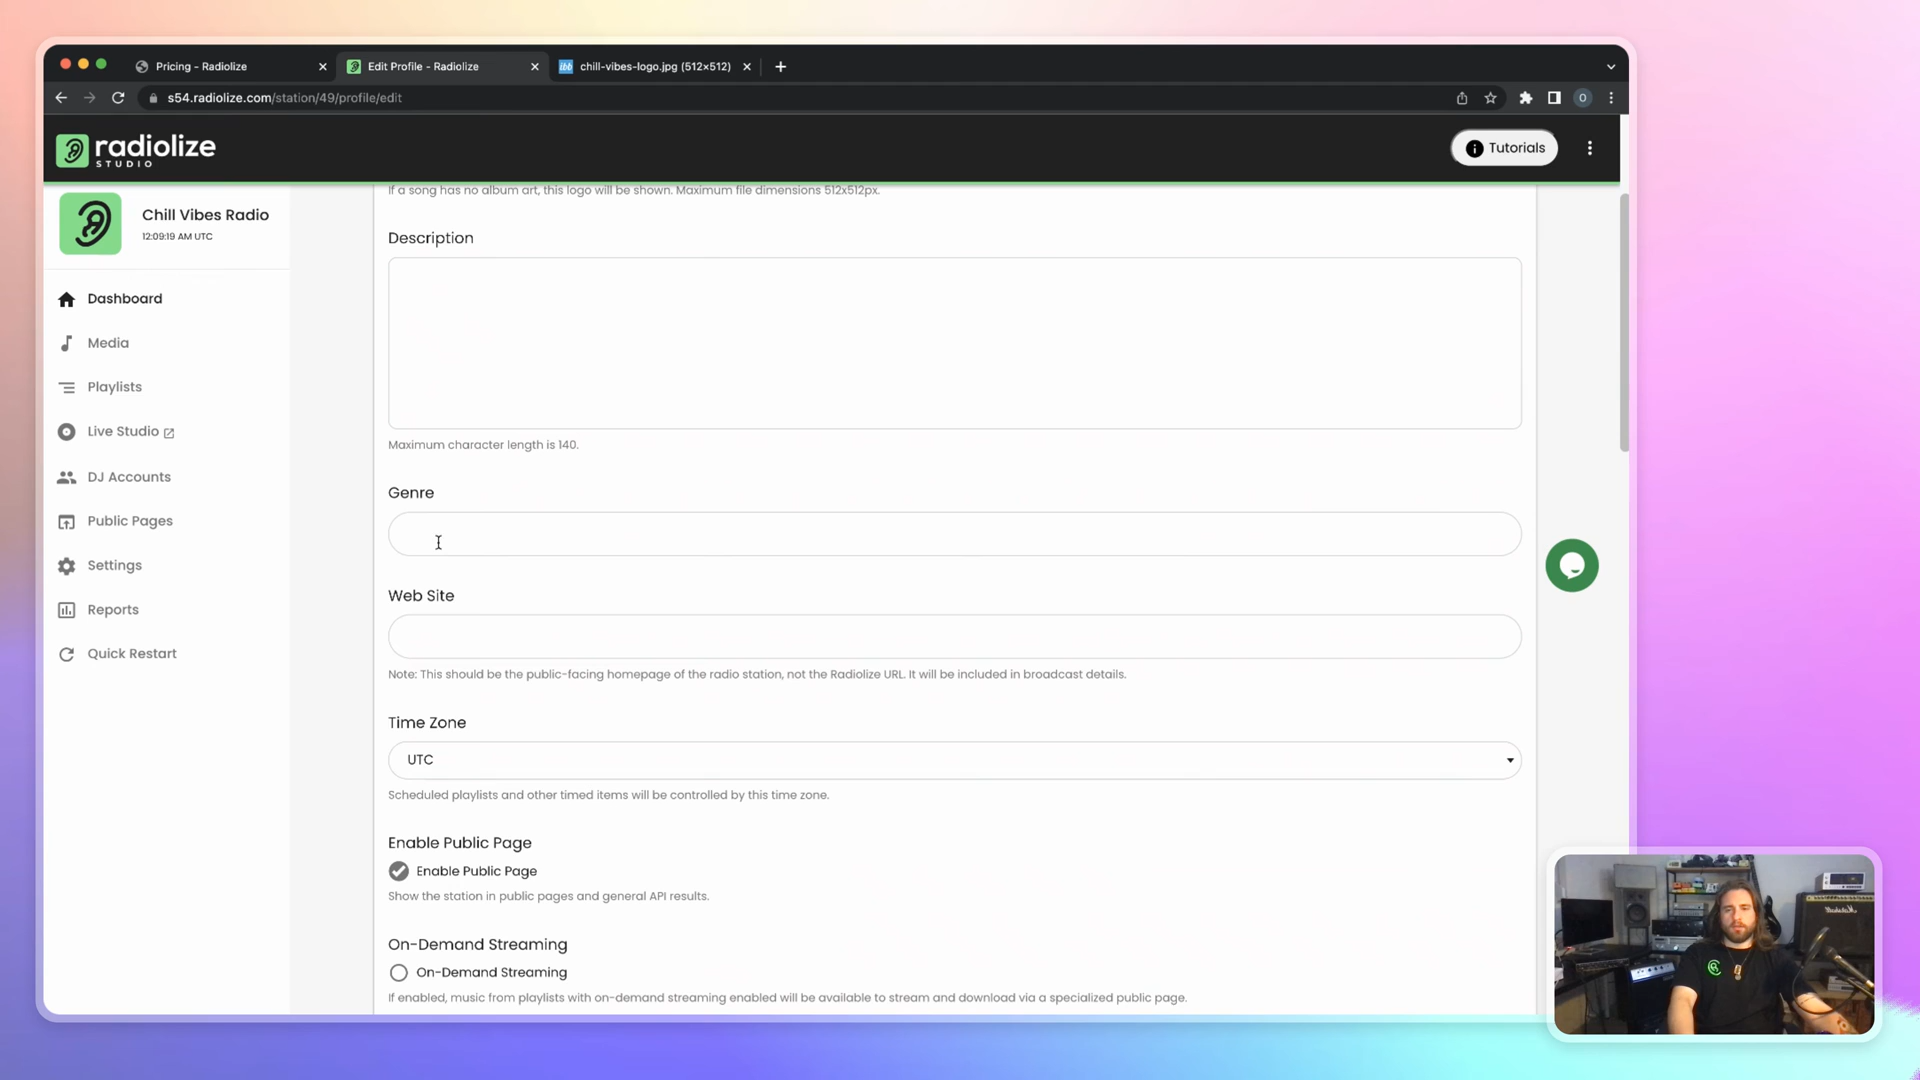 Pricing - Radiolize
Edit Profile - Radiolize
ibb
chill-vibes-logo.jpg (512×512)
s54.radiolize.com/station/49/profile/edit
O
radiolize
STUDIO
Tutorials
Chill Vibes Radio
12:09:19 AM UTC
Dashboard
Media
Playlists
Live Studio
DJ Accounts
Public Pages
Settings
Reports
Quick Restart
If a song has no album art, this logo will be shown. Maximum file dimensions 512x512px.
Description
Maximum character length is 140.
Genre
Web Site
Note: This should be the public-facing homepage of the radio station, not the Radiolize URL. It will be included in broadcast details.
Time Zone
UTC
Scheduled playlists and other timed items will be controlled by this time zone.
Enable Public Page
Enable Public Page
Show the station in public pages and general API results.
On-Demand Streaming
On-Demand Streaming
If enabled, music from playlists with on-demand streaming enabled will be available to stream and download via a specialized public page.